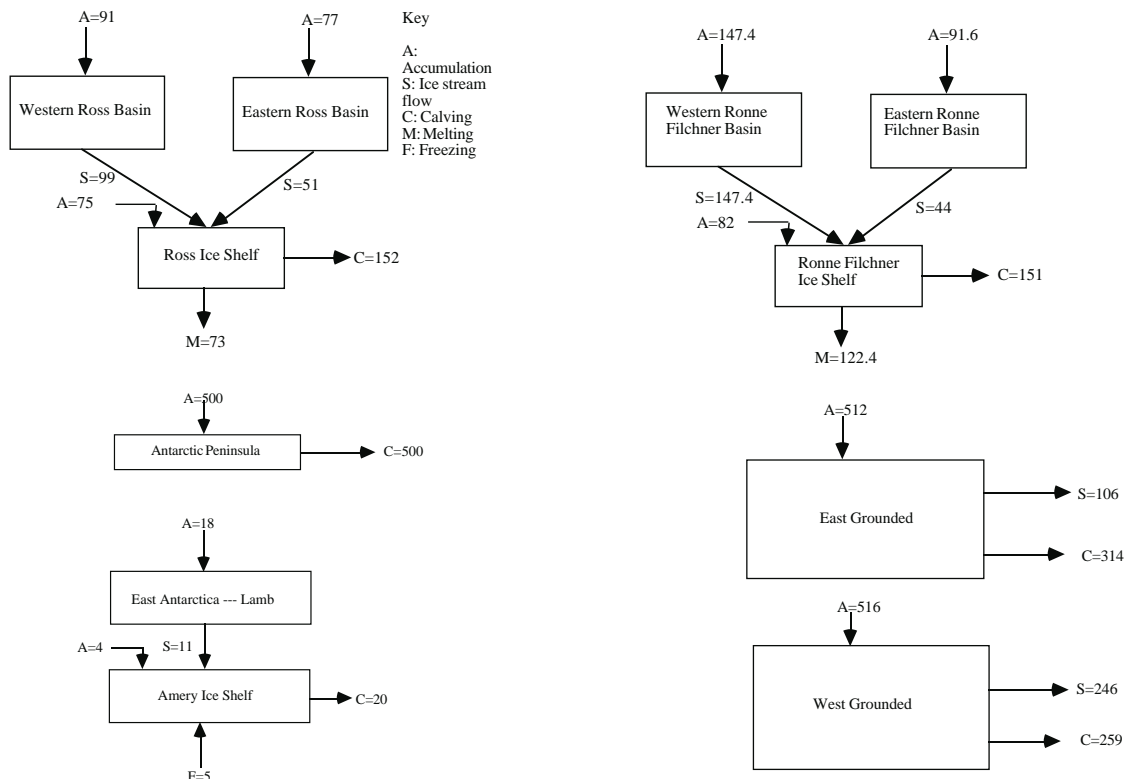 A=91
A=77
Key
A:
Accumulation
S: Ice stream
flow
C: Calving
M: Melting
F: Freezing
Western Ross Basin
Eastern Ross Basin
S=99
S=51
A=75
Ross Ice Shelf
C=152
M=73
A=147.4
A=91.6
Western Ronne
Filchner Basin
Eastern Ronne
Filchner Basin
S=147.4
S=44
A=82
Ronne Filchner
Ice Shelf
C=151
M=122.4
A=500
Antarctic Peninsula
C=500
A=512
East Grounded
S=106
C=314
A=18
East Antarctica --- Lamb
A=4
S=11
Amery Ice Shelf
C=20
F=5
A=516
West Grounded
S=246
C=259